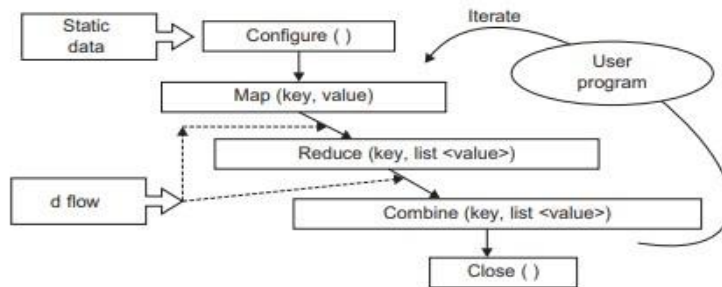 Static
data
Configure ( )
Iterate
User
program
Map (key, value)
Reduce (key, list <value>)
d flow
Combine (key, list <value>)
Close ( )